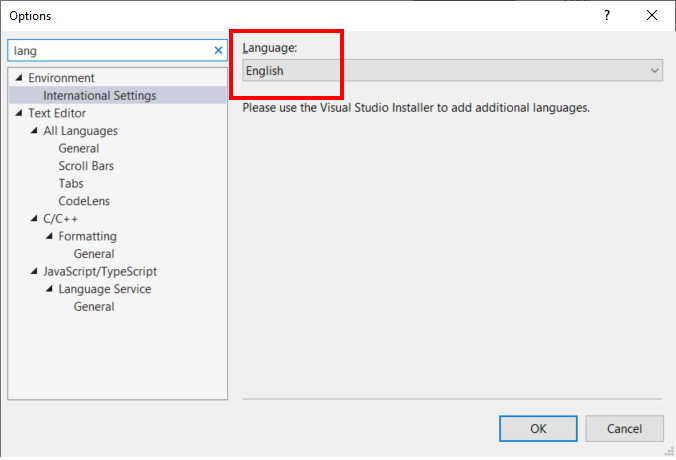 Options
lang
Environment
International Settings
Text Editor
All Languages
General
Scroll Bars
Tabs
CodeLens
C/C++
Formatting
General
JavaScript/TypeScript
Language Service
General
Language:
English
Please use the Visual Studio Installer to add additional languages.
OK
Cancel